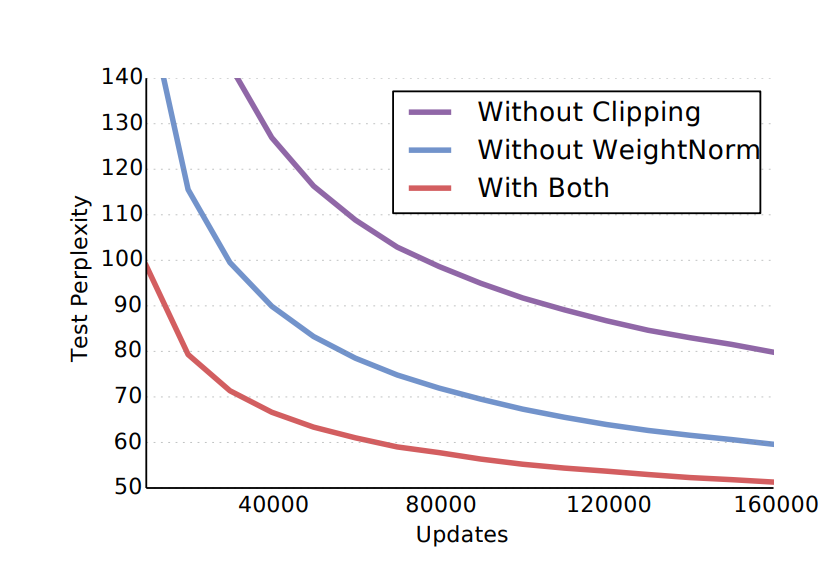 140
130
120
110
100
90
80
70
60
50
Test Perplexity
Without Clipping
Without WeightNorm
With Both
40000 80000 120000 160000
Updates